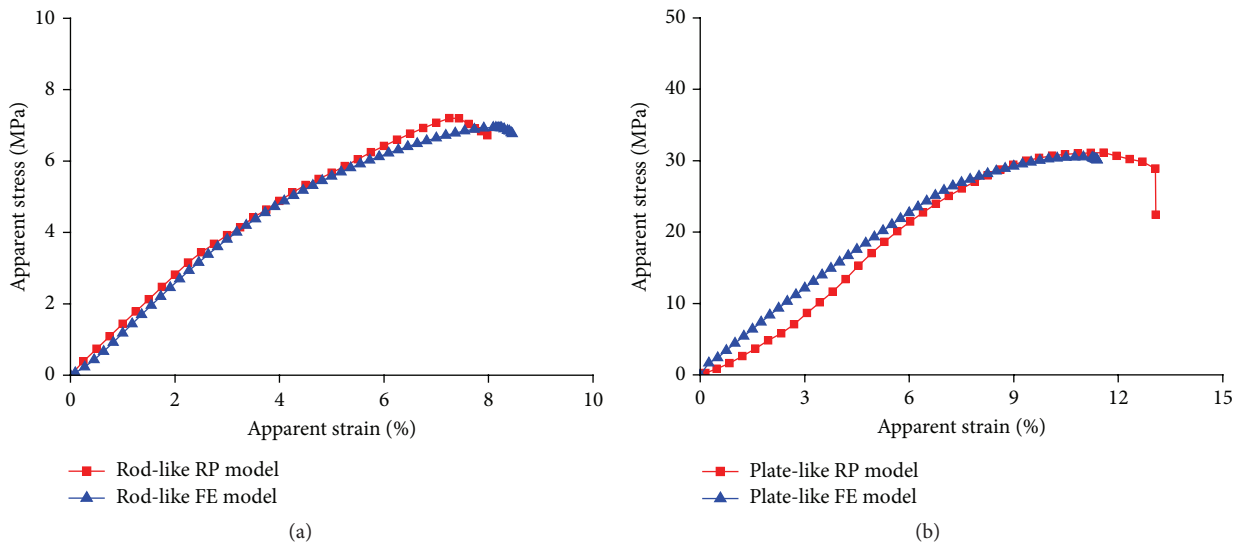 10
8
6
4
2
0
Apparent stress (MPa)
0 2 4 6 8 10
Apparent strain (%)
Rod-like RP model
Rod-like FE model
(a)
50
40
30
20
10
0
Apparent stress (MPa)
0 3 6 9 12 15
Apparent strain (%)
Plate-like RP model
Plate-like FE model
(b)